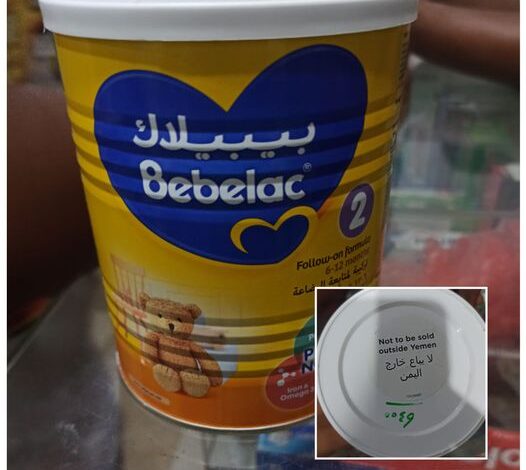 بيبيلاك
Bebelac
2
Follow-on formula
6-12 months
Iron &
Omega
Not to be sold
outside Yemen
لا يباع خارج
اليمن
6300